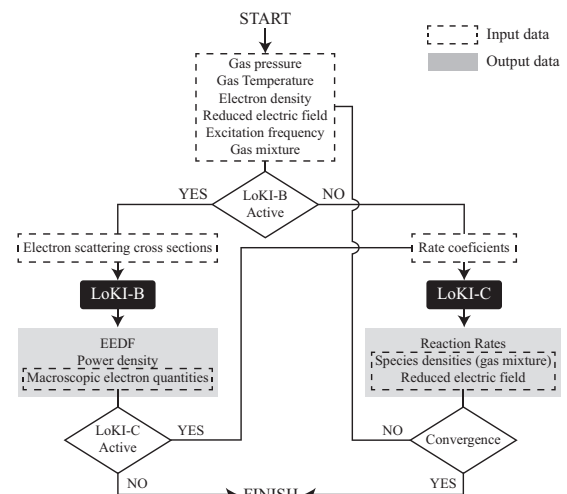 START
Input data
Output data
Gas pressure
Gas Temperature
Electron density
Reduced electric field
Excitation frequency
Gas mixture
YES
LoKI-B
Active
NO
Electron scattering cross sections
Rate coeficients
LoKI-B
LoKI-C
EEDF
Power density
Macroscopic electron quantities
Reaction Rates
Species densities (gas mixture)
Reduced electric field
LoKI-C
Active
YES
NO
Convergence
NO
YES
FINISH